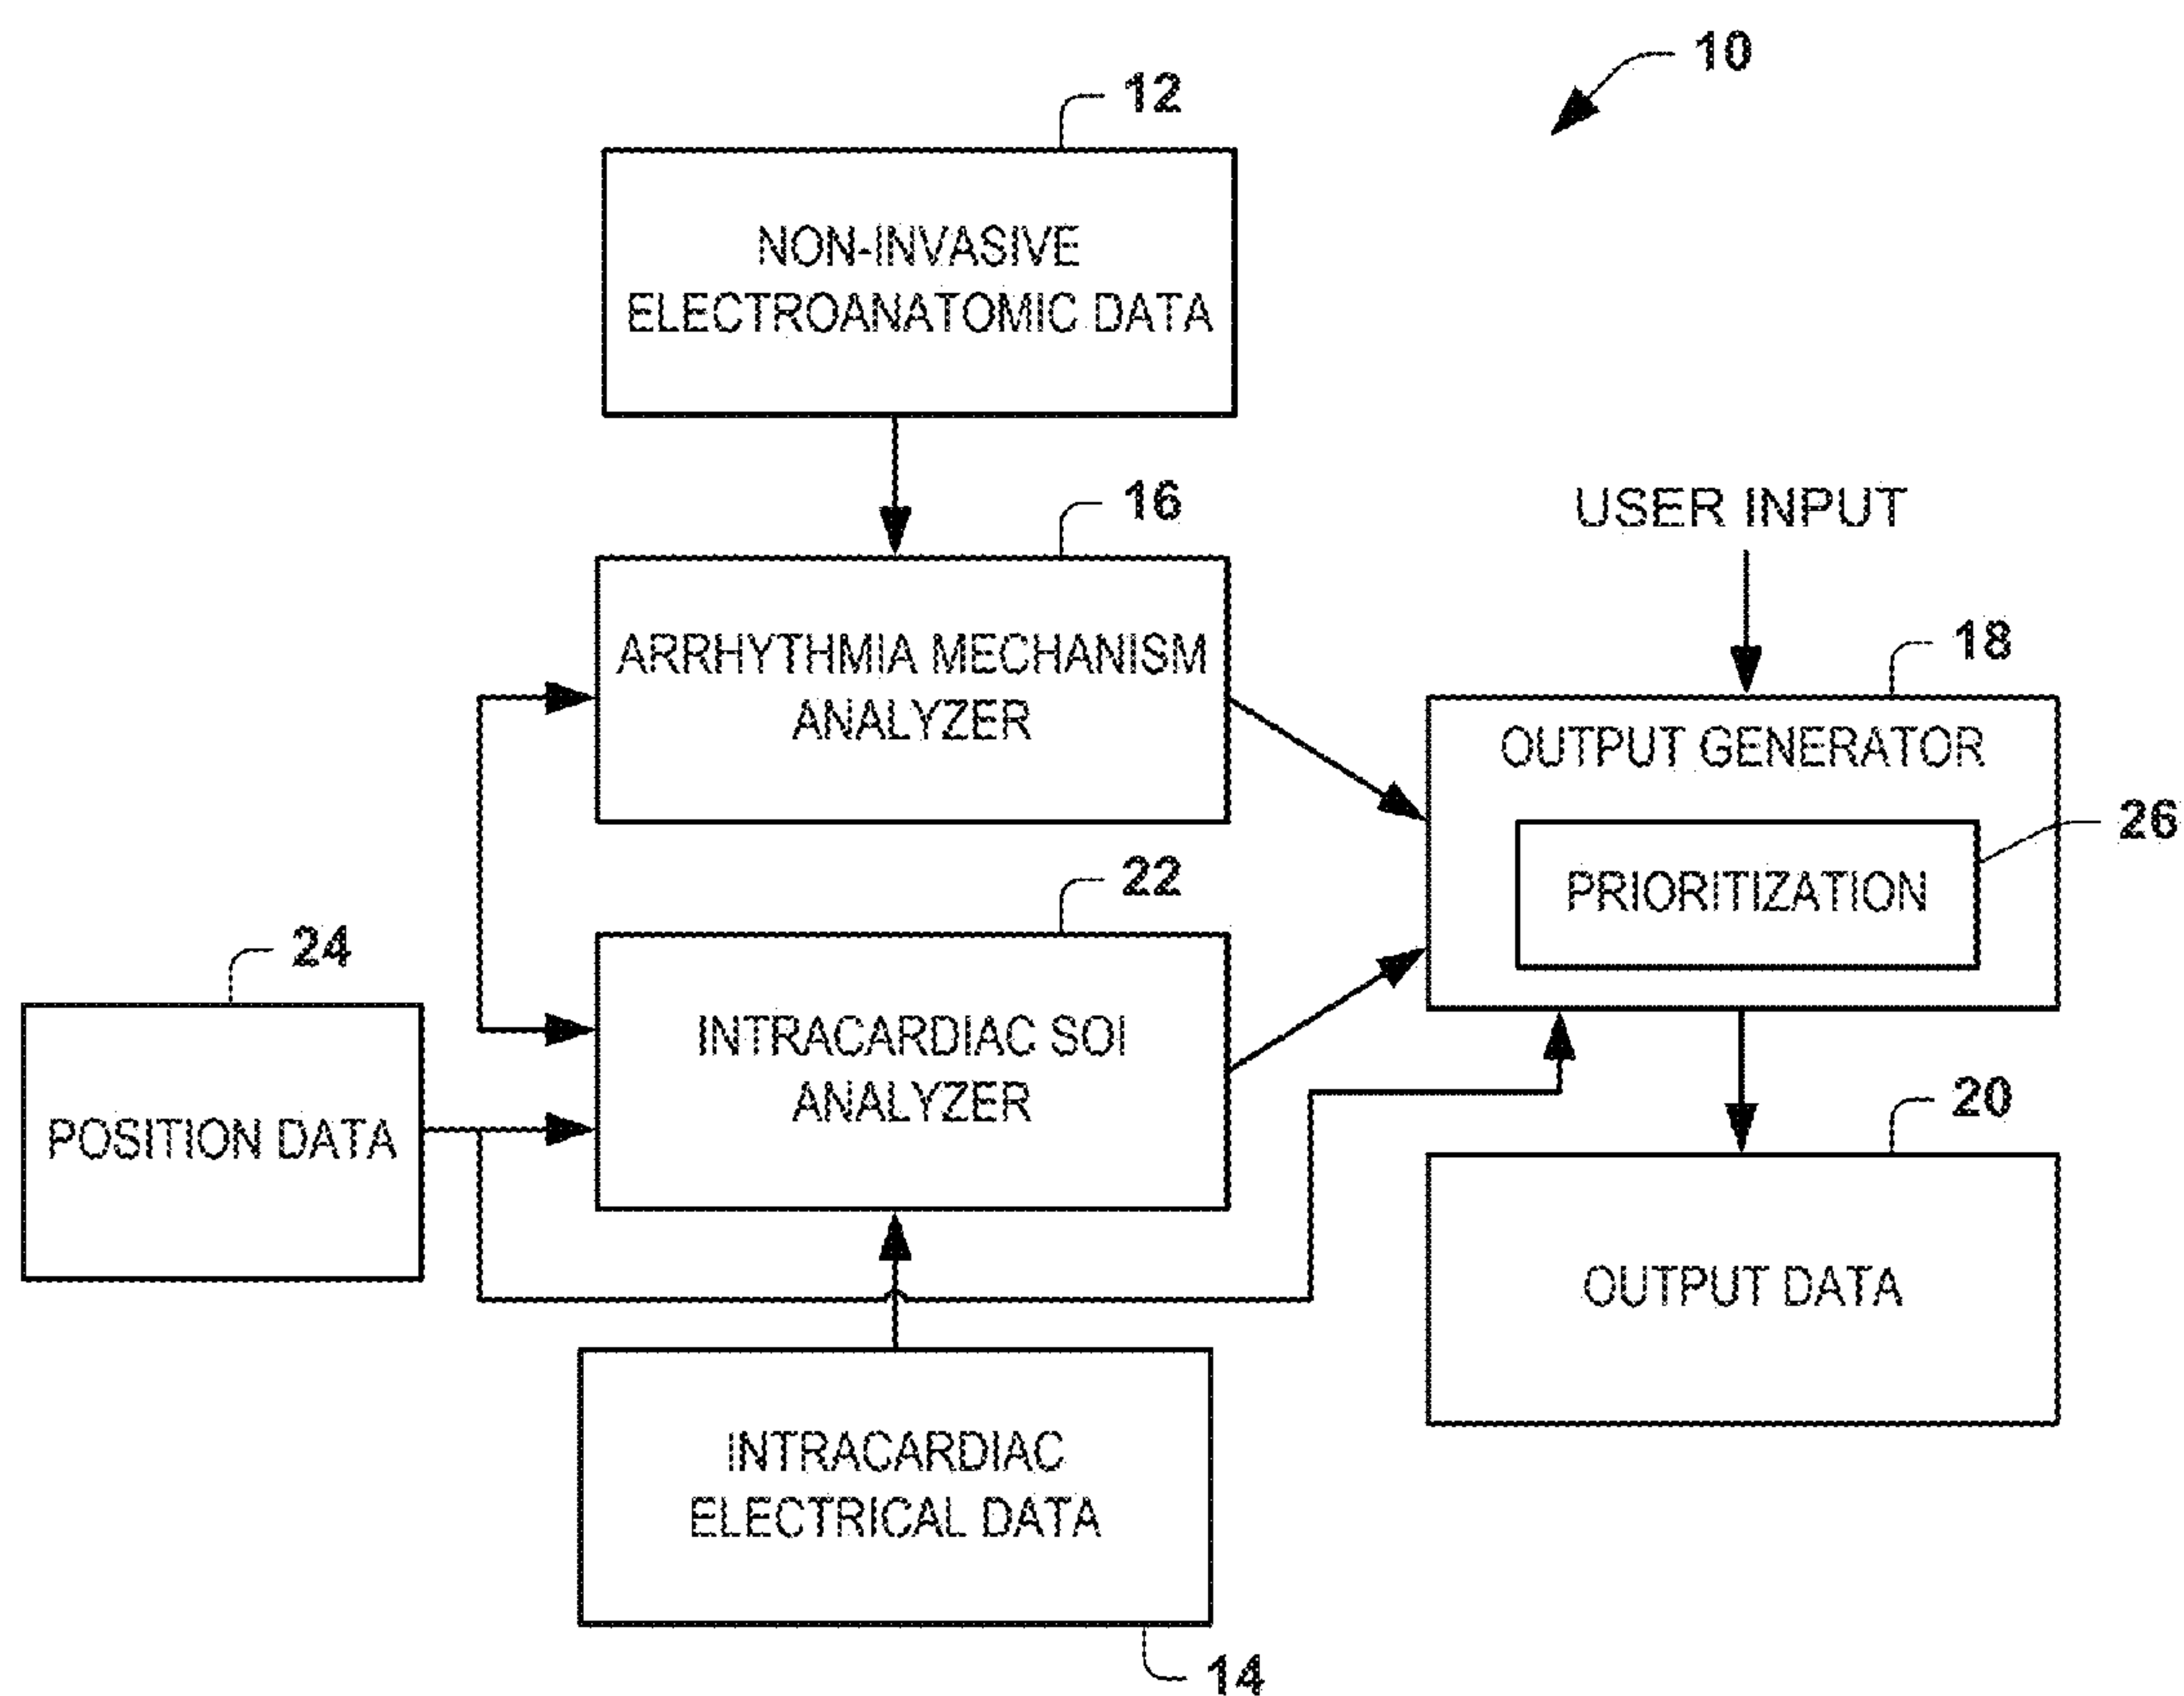 10
12
NON-INVASIVE
ELECTROANATOMIC DATA
16
ARRHYTHMIA MECHANISM
ANALYZER
USER INPUT
18
OUTPUT GENERATOR
26
PRIORITIZATION
22
INTRACARDIAC SOI
ANALYZER
24
POSITION DATA
20
OUTPUT DATA
INTRACARDIAC
ELECTRICAL DATA
14